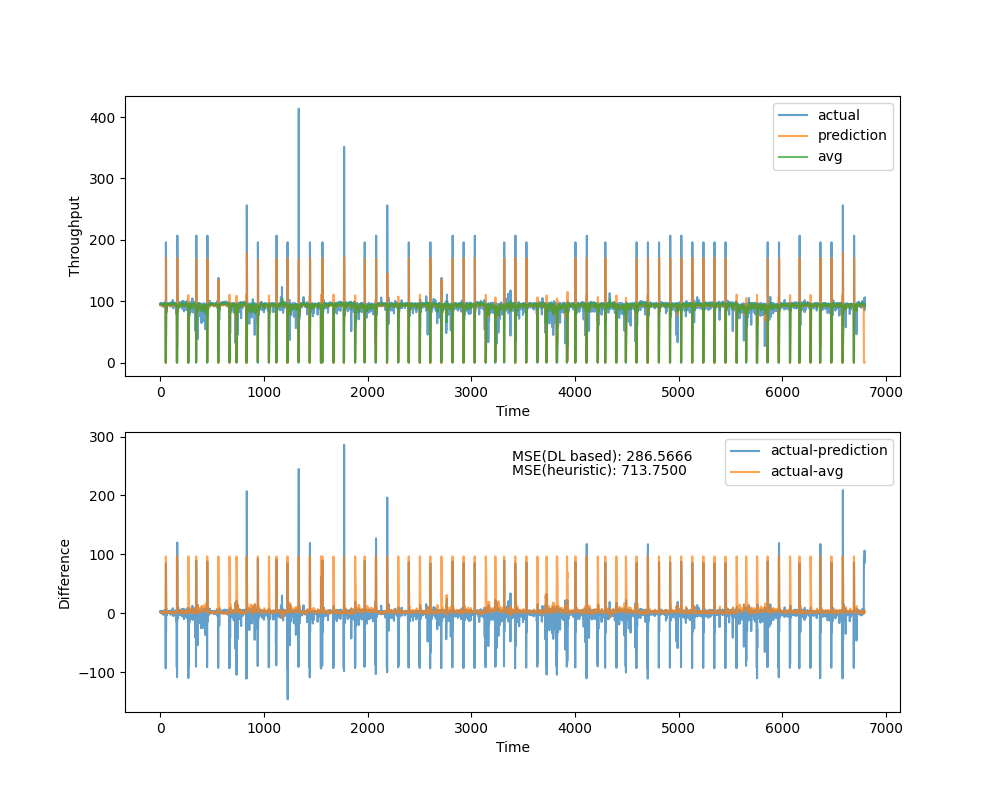 400
300
200
100
0
Throughput
actual
prediction
avg
0 1000 2000 3000 4000 5000 6000 7000
Time
300
200
100
0
−100
Difference
MSE(DL based): 286.5666
MSE(heuristic): 713.7500
actual-prediction
actual-avg
0 1000 2000 3000 4000 5000 6000 7000
Time